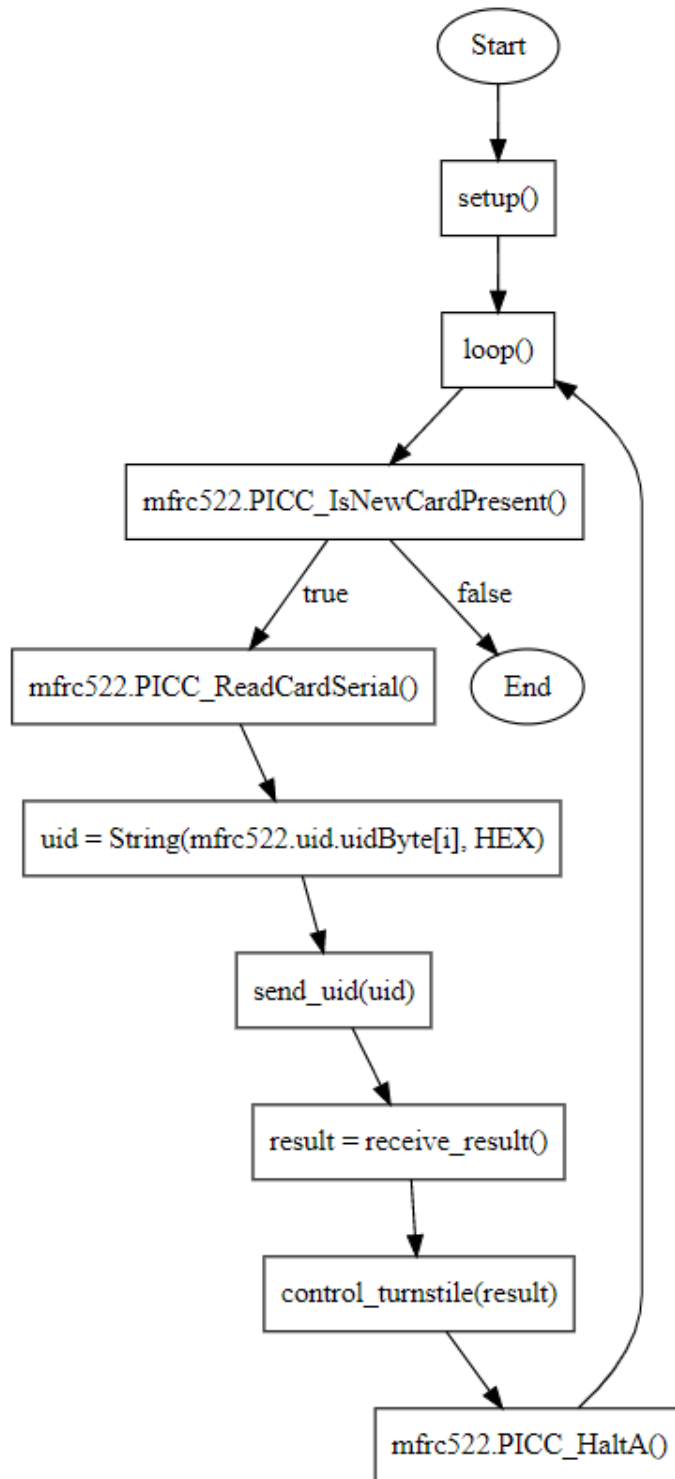 Start
setup()
loop()
mfrc522.PICC_IsNewCardPresent()
true
false
mfrc522.PICC_ReadCardSerial()
End
uid = String(mfrc522.uid.uidByte[i], HEX)
send_uid(uid)
result = receive_result()
control_turnstile(result)
mfrc522.PICC_HaltA()